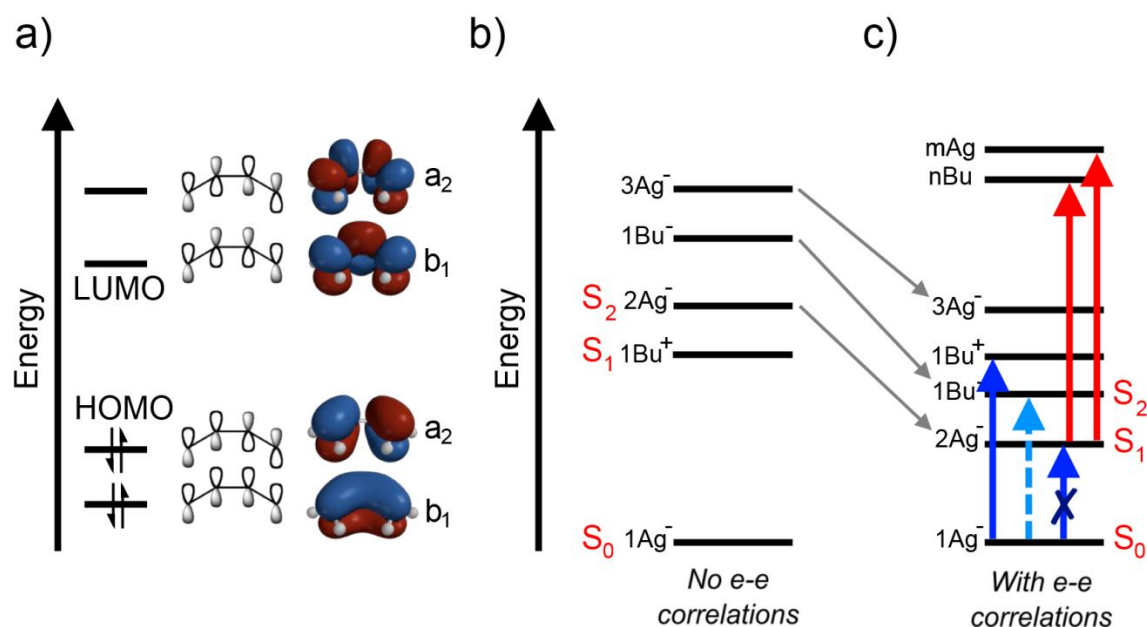 a)
Energy
LUMO
HOMO
a2
b1
a2
b1
b)
Energy
3Ag-
1Bu-
S2 2Ag-
S1 1Bu+
S0 1Ag-
No e-e
correlations
c)
mAg
nBu
3Ag-
1Bu+
1Bu- S2
2Ag- S1
1Ag- S0
With e-e
correlations